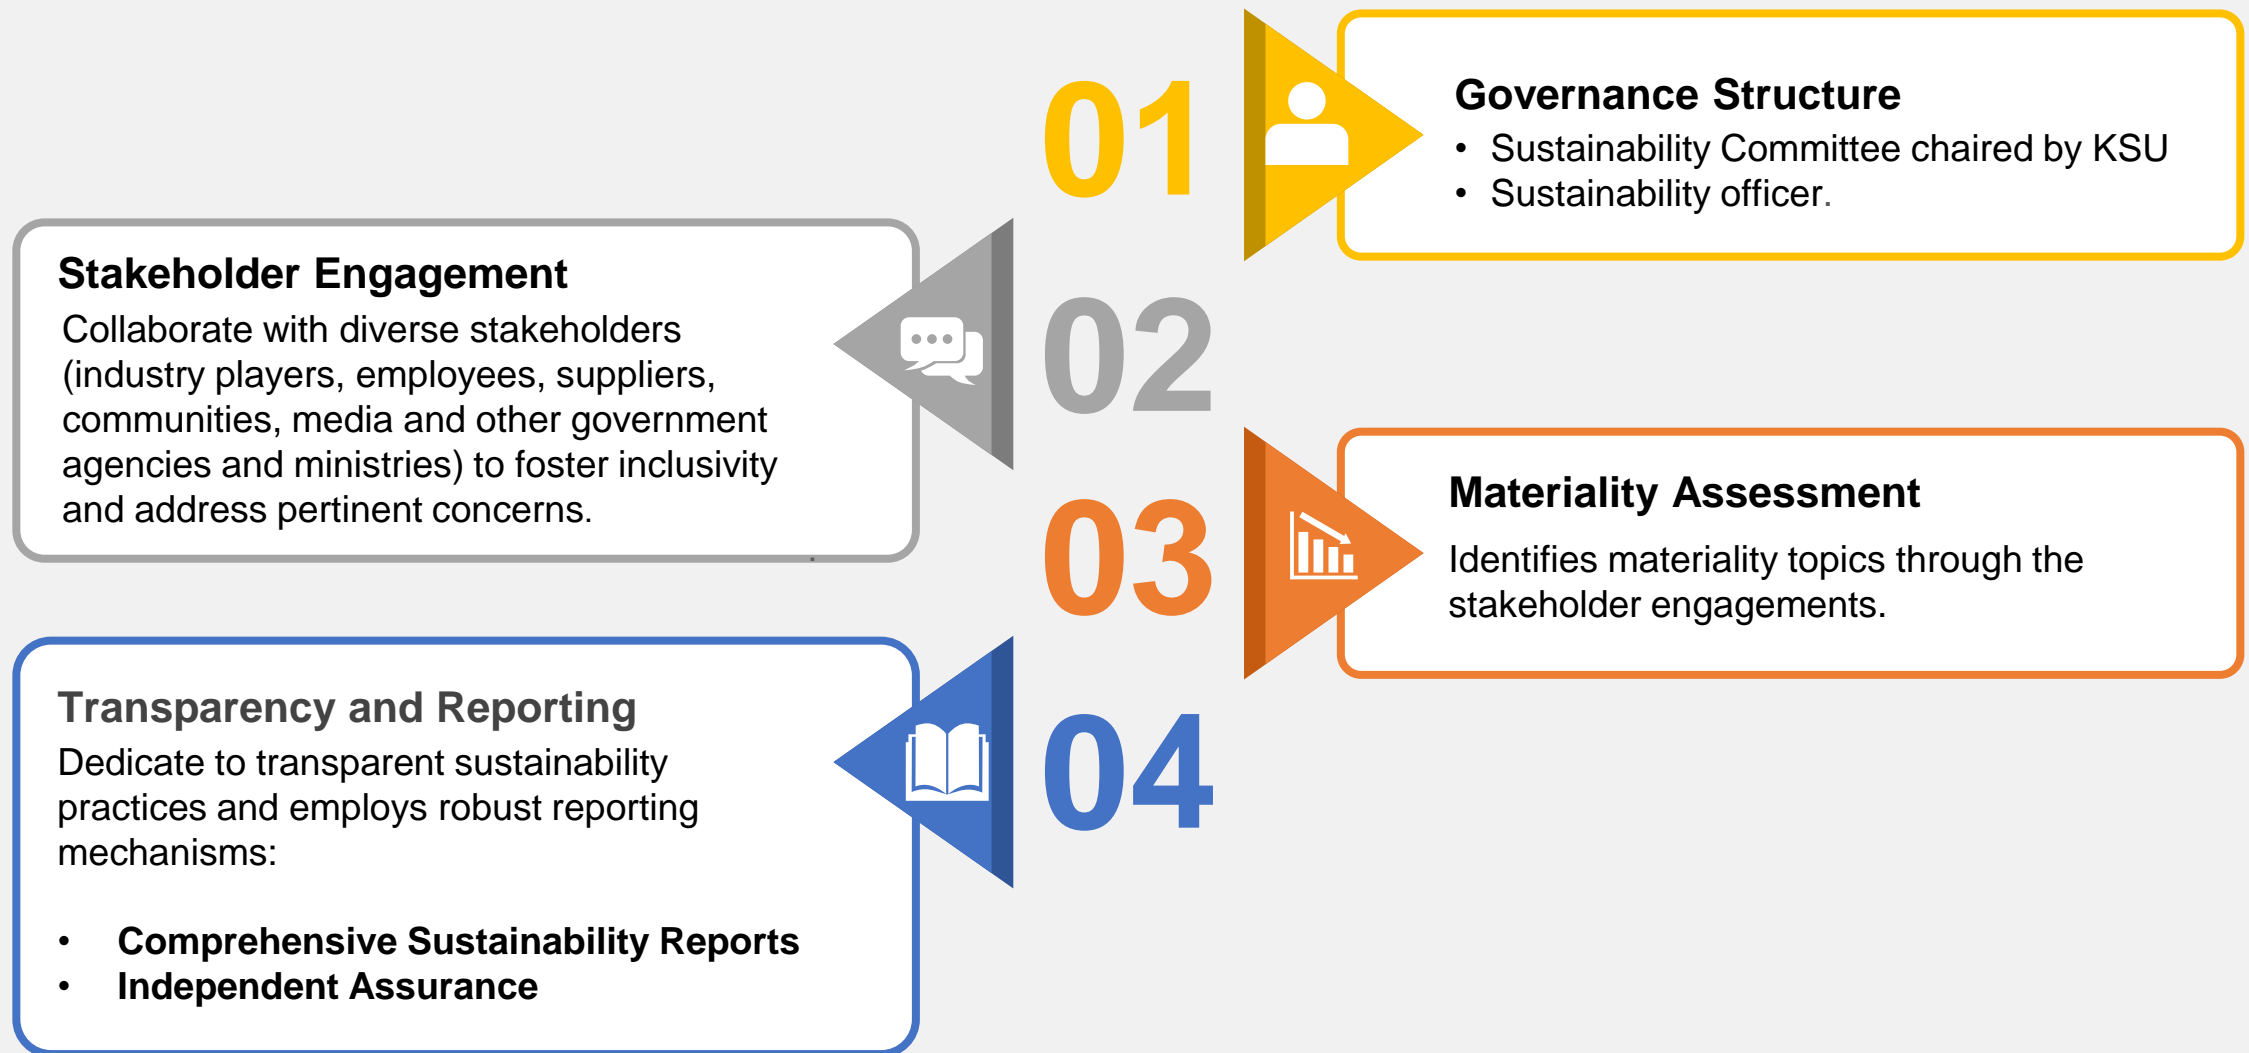 01
Governance Structure
• Sustainability Committee chaired by KSU
• Sustainability officer.
02
Stakeholder Engagement
Collaborate with diverse stakeholders
(industry players, employees, suppliers,
communities, media and other government
agencies and ministries) to foster inclusivity
and address pertinent concerns.
.
03
Materiality Assessment
Identifies materiality topics through the
stakeholder engagements.
04
Transparency and Reporting
Dedicate to transparent sustainability
practices and employs robust reporting
mechanisms:
• Comprehensive Sustainability Reports
• Independent Assurance